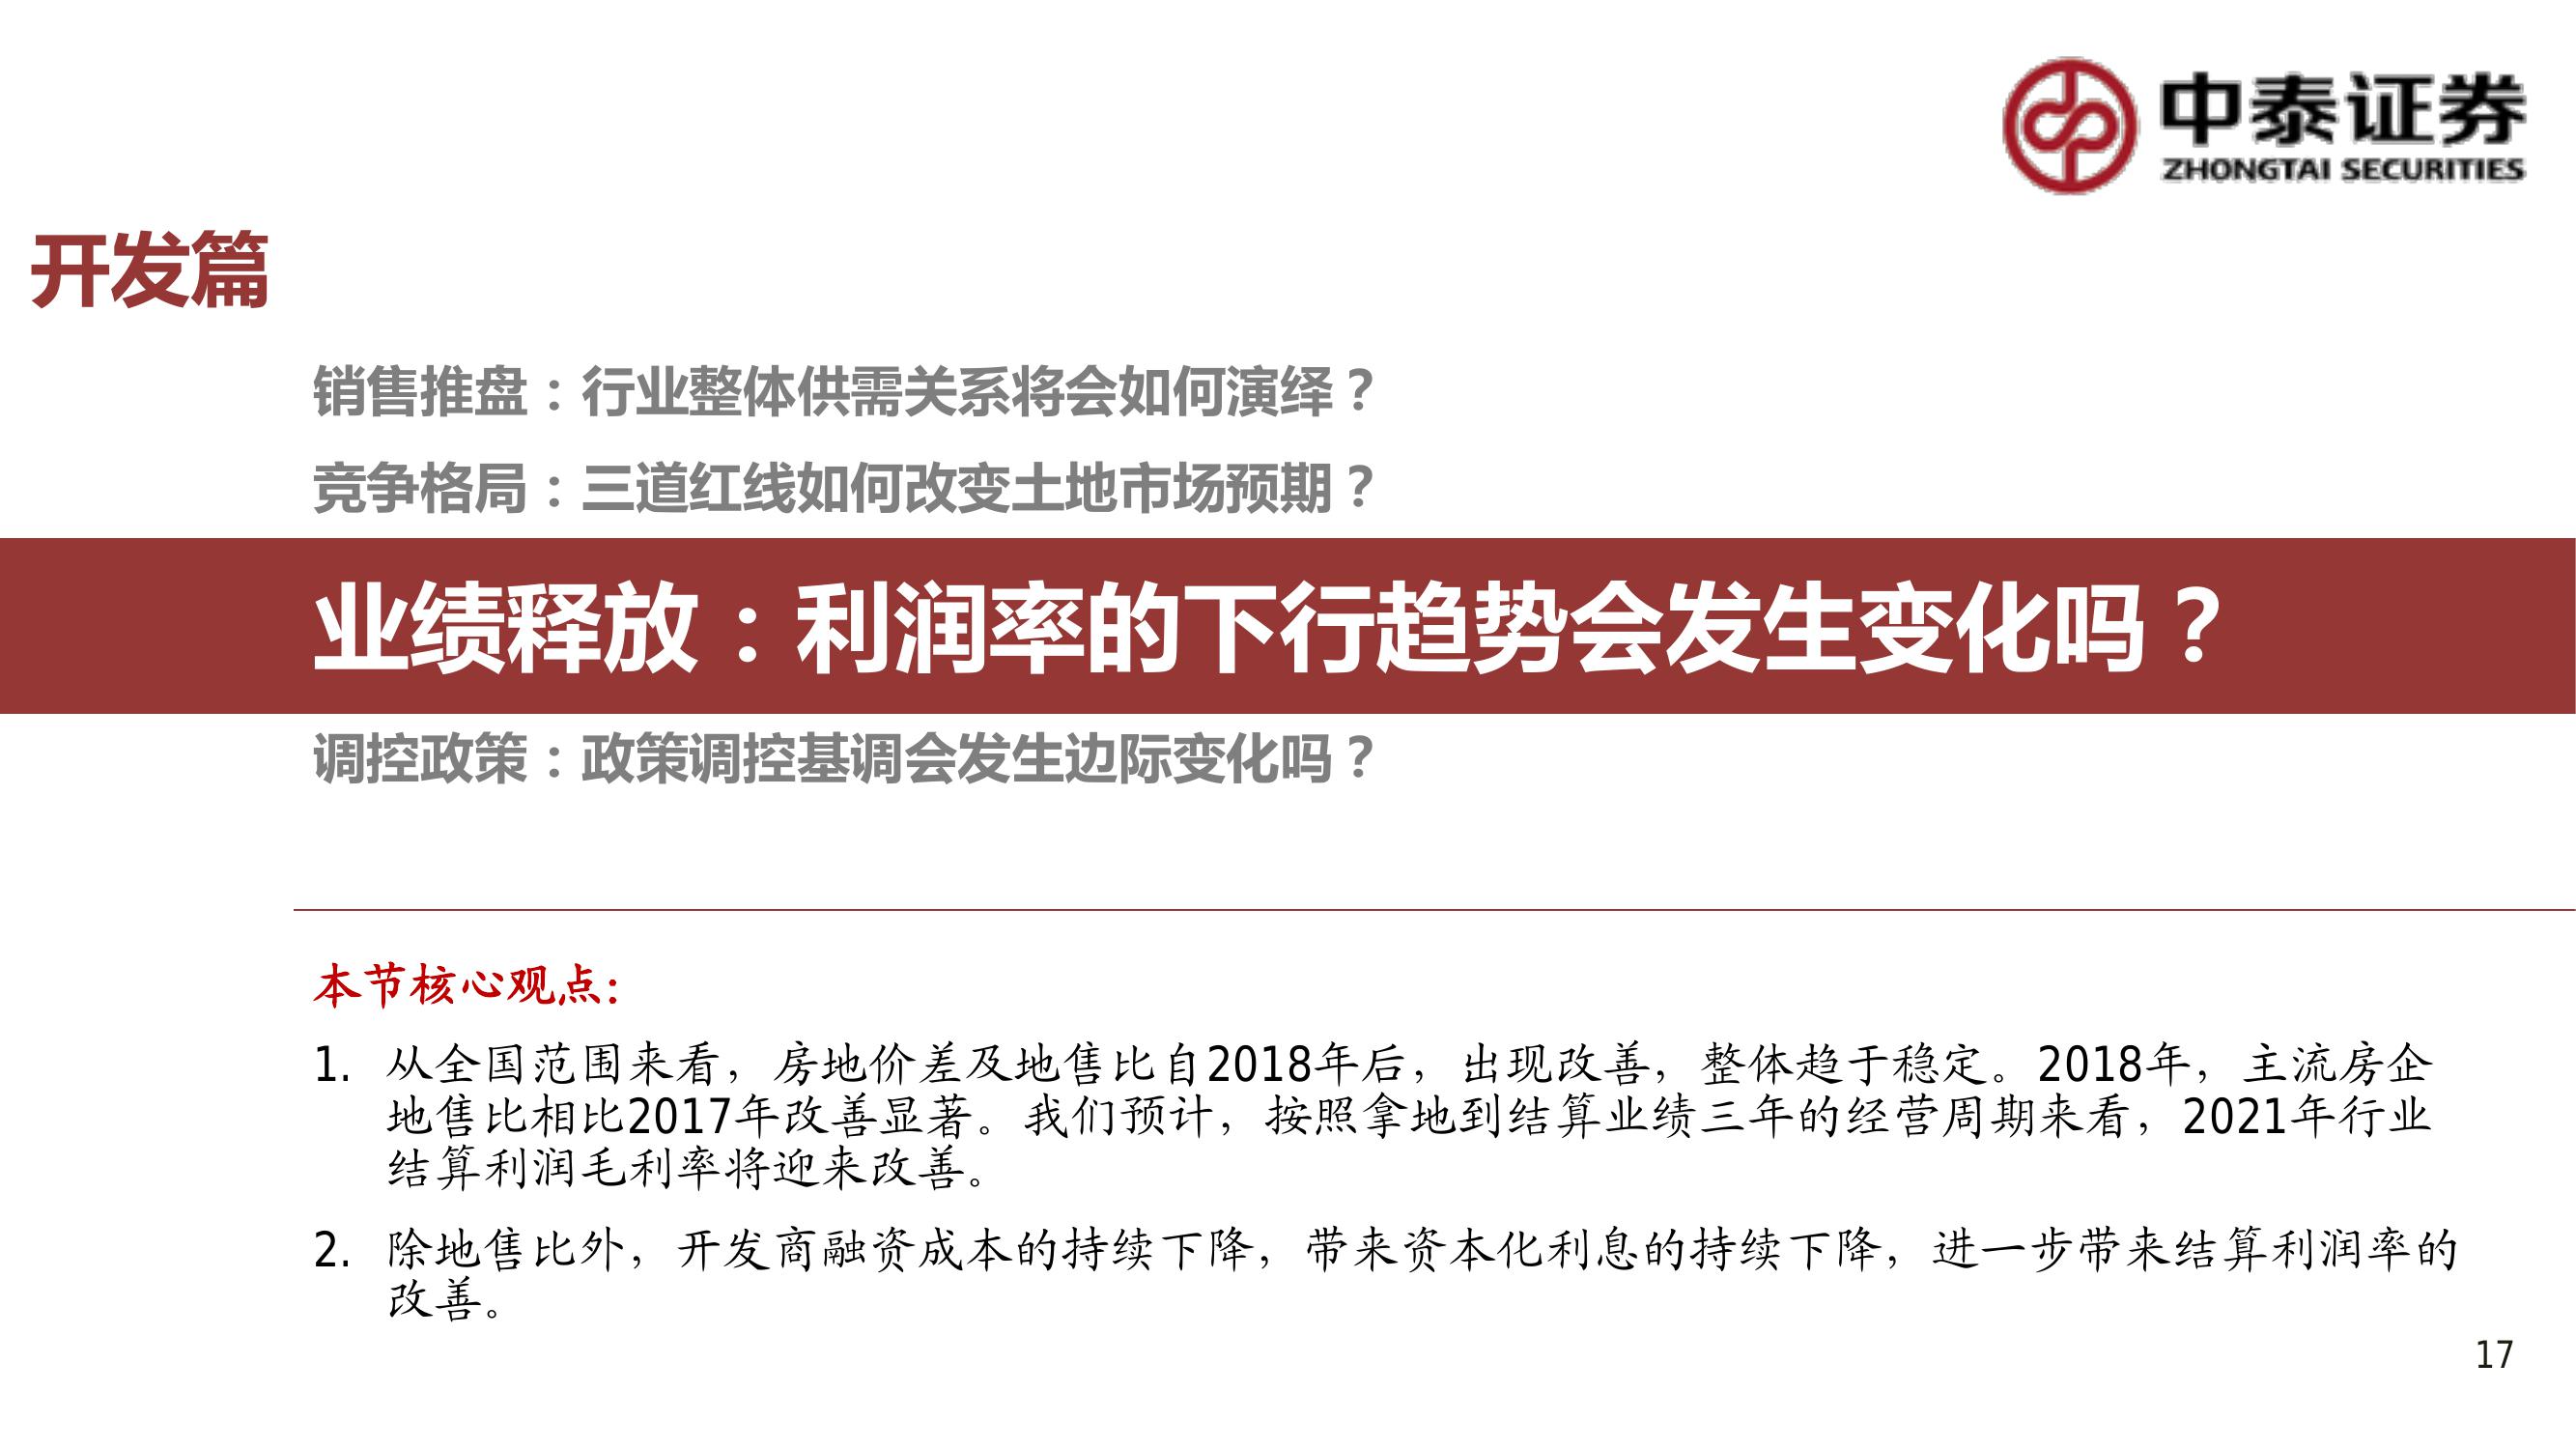 中泰证券
ZHONGTAI SECURITIES
开发篇
销售推盘：行业整体供需关系将会如何演绎？
竞争格局：三道红线如何改变土地市场预期？
业绩释放：利润率的下行趋势会发生变化吗？
调控政策：政策调控基调会发生边际变化吗？
本节核心观点：
1. 从全国范围来看，房地价差及地售比自2018年后，出现改善，整体趋于稳定。2018年，主流房企
地售比相比2017年改善显著。我们预计，按照拿地到结算业绩三年的经营周期来看，2021年行业
结算利润毛利率将迎来改善。
2. 除地售比外，开发商融资成本的持续下降，带来资本化利息的持续下降，进一步带来结算利润率的
改善。
17